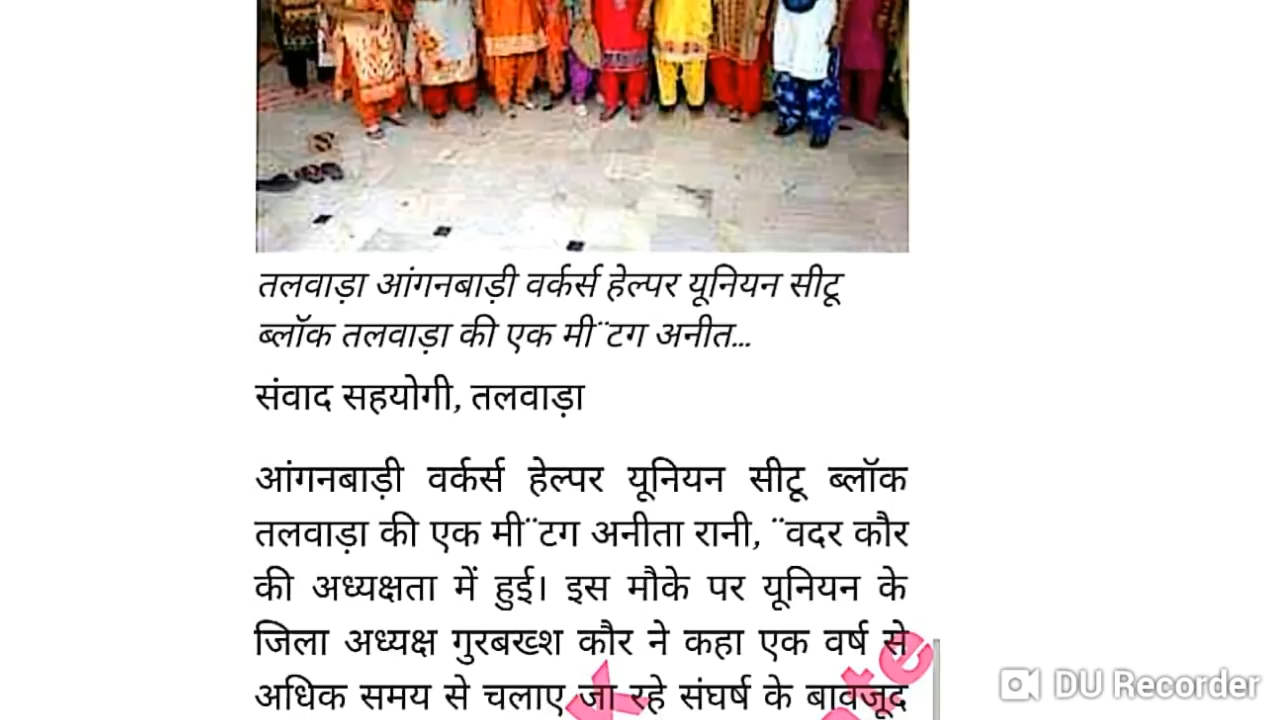 तलवाड़ा आंगनबाड़ी वर्कर्स हेल्पर यूनियन सीटू
ब्लॉक तलवाड़ा की एक मी¨टग अनीत...
संवाद सहयोगी, तलवाड़ा
आंगनबाड़ी वर्कर्स हेल्पर यूनियन सीटू ब्लॉक
तलवाड़ा की एक मी¨टग अनीता रानी, ¨वदर कौर
की अध्यक्षता में हुई। इस मौके पर यूनियन के
जिला अध्यक्ष गुरबख्श कौर ने कहा एक वर्ष से
अधिक समय से चलाए जा रहे संघर्ष के बावजूद
DU Recorder